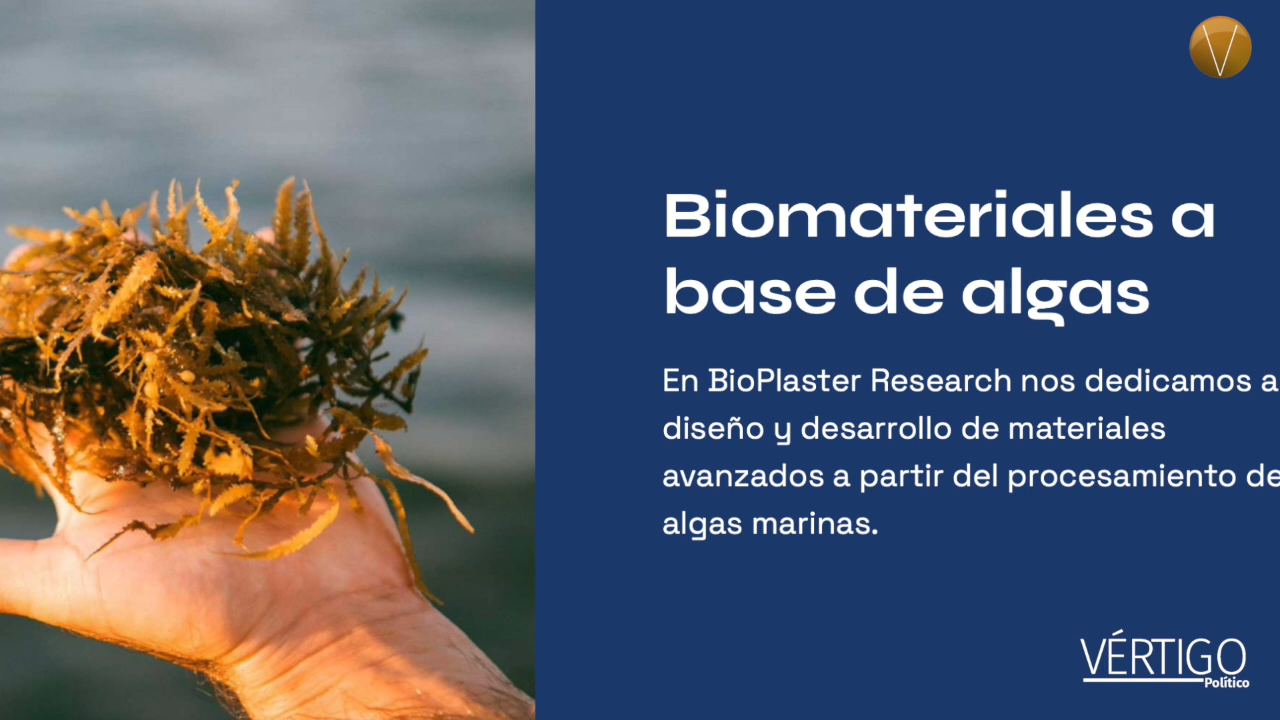 V
Biomateriales a
base de algas
En BioPlaster Research nos dedicamos a
diseño y desarrollo de materiales
avanzados a partir del procesamiento de
algas marinas.
VÉRTIGO
Político